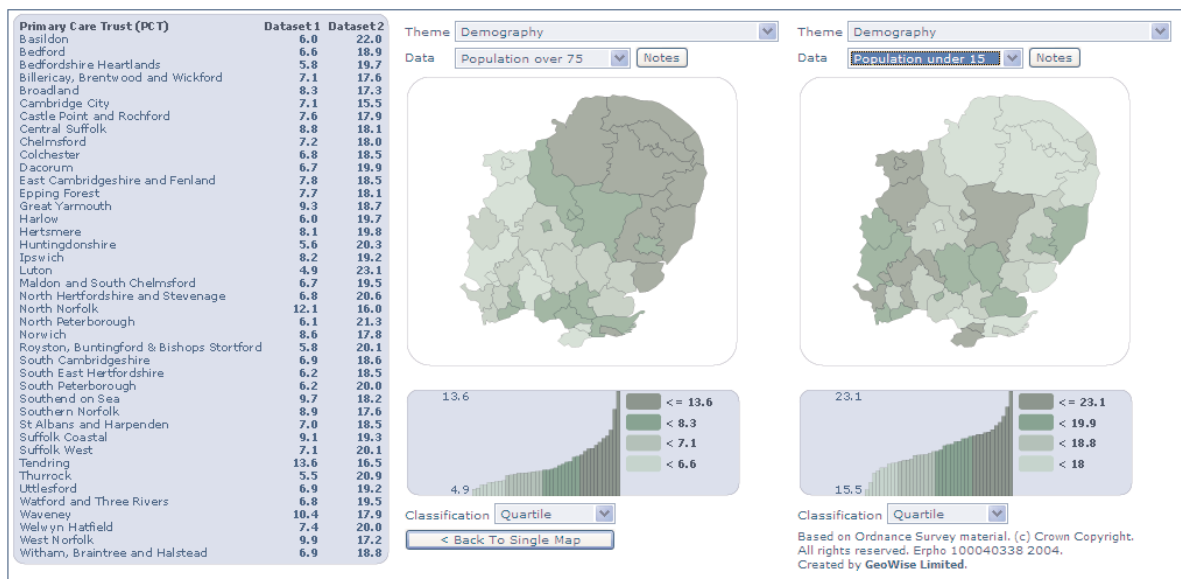 Primary Care Trust (PCT) Dataset 1 Dataset 2
Basildon 6.0 22.0
Bedford 6.6 18.9
Bedfordshire Heartlands 5.8 19.7
Billericay, Brentwood and Wickford 7.1 17.6
Broadland 8.3 17.3
Cambridge City 7.1 15.5
Castle Point and Rochford 7.6 17.9
Central Suffolk 8.8 18.1
Chelmsford 7.2 18.0
Colchester 6.8 18.5
Dacorum 6.7 19.9
East Cambridgeshire and Fenland 7.8 18.5
Epping Forest 7.7 18.1
Great Yarmouth 9.3 18.7
Harlow 6.0 19.7
Hertsmere 8.1 19.8
Huntingdonshire 5.6 20.3
Ipswich 8.2 19.2
Luton 4.9 23.1
Maldon and South Chelmsford 6.7 19.5
North Hertfordshire and Stevenage 6.8 20.6
North Norfolk 12.1 16.0
North Peterborough 6.1 21.3
Norwich 8.6 17.8
Royston, Buntingford & Bishops Stortford 5.8 20.1
South Cambridgeshire 6.9 18.6
South East Hertfordshire 6.2 18.5
South Peterborough 6.2 20.0
Southend on Sea 9.7 18.2
Southern Norfolk 8.9 17.6
St Albans and Harpenden 7.0 18.5
Suffolk Coastal 9.1 19.3
Suffolk West 7.1 20.1
Tendring 13.6 16.5
Thurrock 5.5 20.9
Uttlesford 6.9 19.2
Watford and Three Rivers 6.8 19.5
Waveney 10.4 17.9
Welwyn Hatfield 7.4 20.0
West Norfolk 9.9 17.2
Witham, Braintree and Halstead 6.9 18.8
Theme Demography
Data Population over 75 Notes
13.6
4.9
<= 13.6
< 8.3
< 7.1
< 6.6
Classification Quartile
< Back To Single Map
Theme Demography
Data Population under 15 Notes
23.1
15.5
<= 23.1
< 19.9
< 18.8
< 18
Classification Quartile
Based on Ordnance Survey material. (c) Crown Copyright.
All rights reserved. Erpho 100040338 2004.
Created by GeoWise Limited.